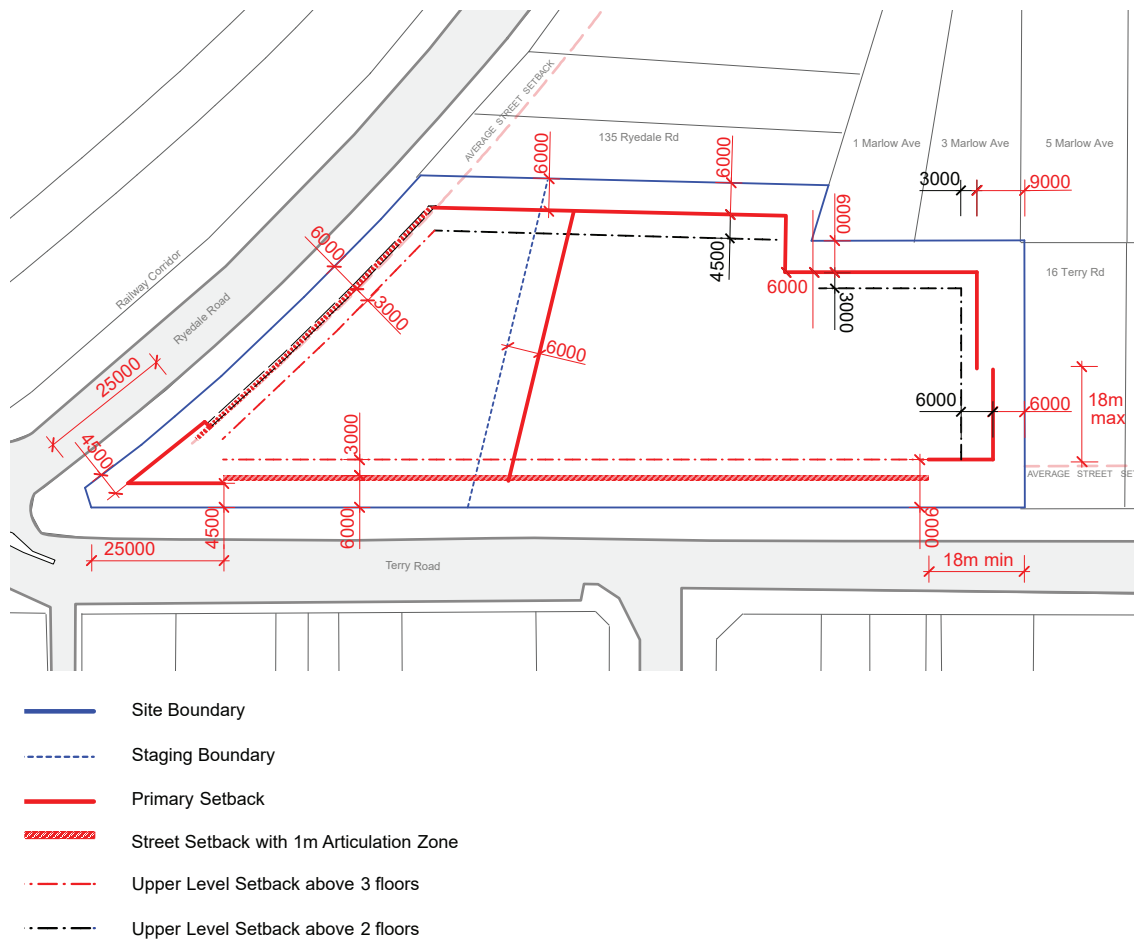 AVERAGE STREET SETBACK
135 Ryedale Rd
1 Marlow Ave
3 Marlow Ave
5 Marlow Ave
6000
6000
3000
9000
6000
4500
6000
3000
16 Terry Rd
Railway Corridor
Ryedale Road
6000
3000
25000
6000
6000
6000
18m
max
4500
3000
AVERAGE STREET SET
4500
6000
9000
25000
18m min
Terry Road
Site Boundary
Staging Boundary
Primary Setback
Street Setback with 1m Articulation Zone
Upper Level Setback above 3 floors
Upper Level Setback above 2 floors